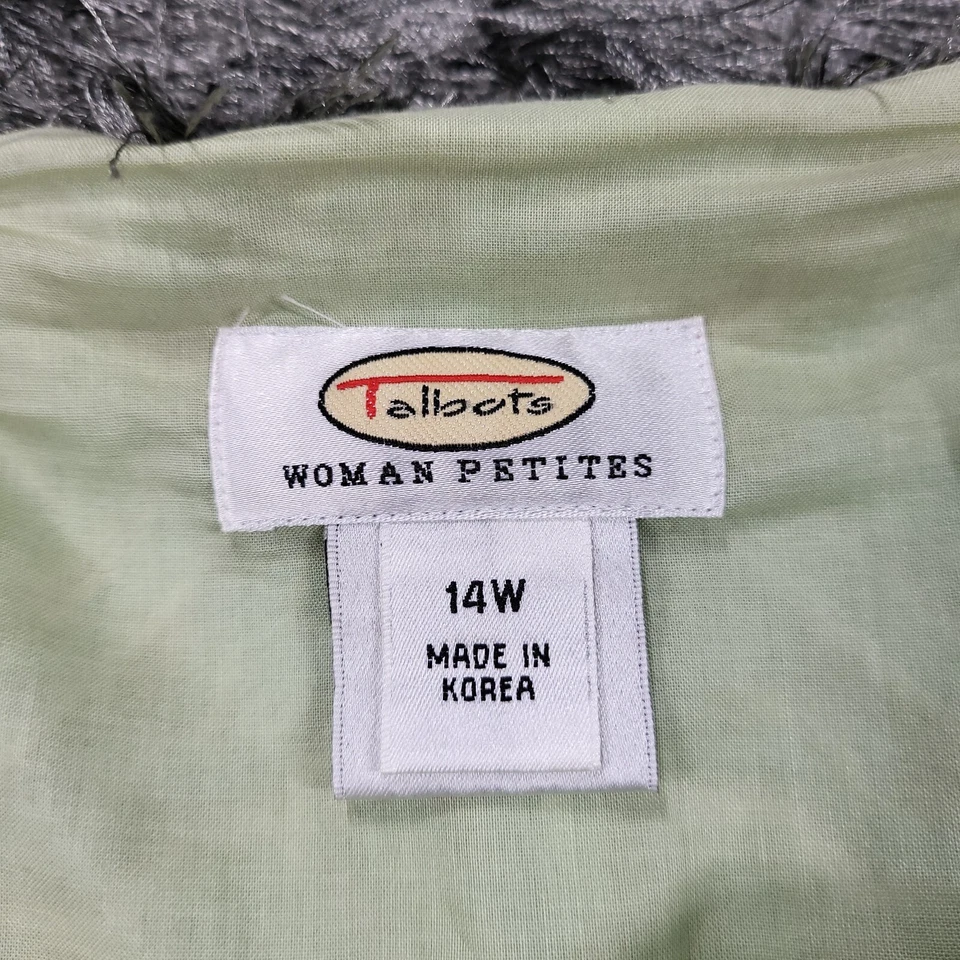 Talbots
WOMAN PETITES
14W
MADE IN
KOREA